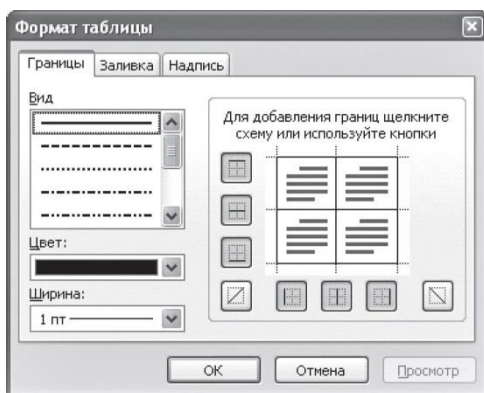 Формат таблицы
Границы Заливка Надпись
Вид
Для добавления границ щелкните
схему или используйте кнопки
Цвет:
Ширина:
1 пт
ОК Отмена Просмотр